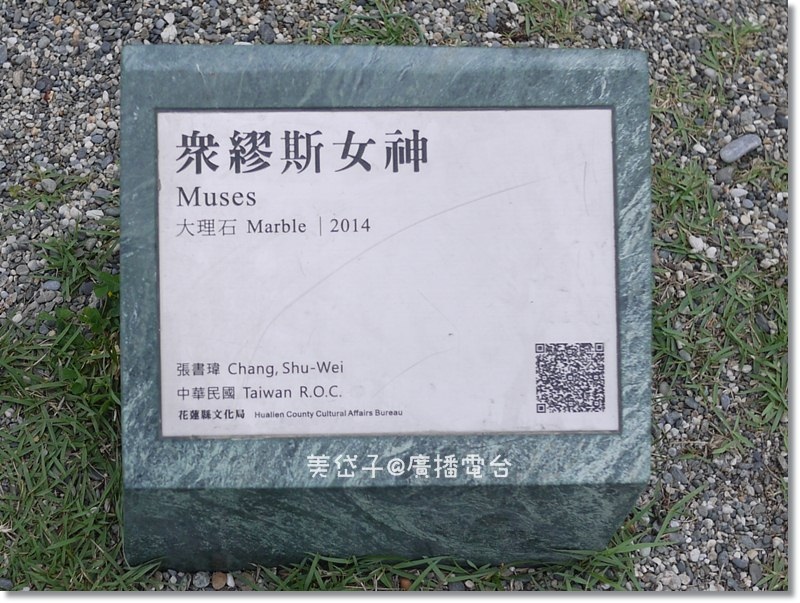 眾繆斯女神
Muses
大理石 Marble │2014
張書瑋 Chang, Shu-Wei
中華民國 Taiwan R.O.C.
花蓮縣文化局 Hualien County Cultural Affairs Bureau
美岱子@廣播電台